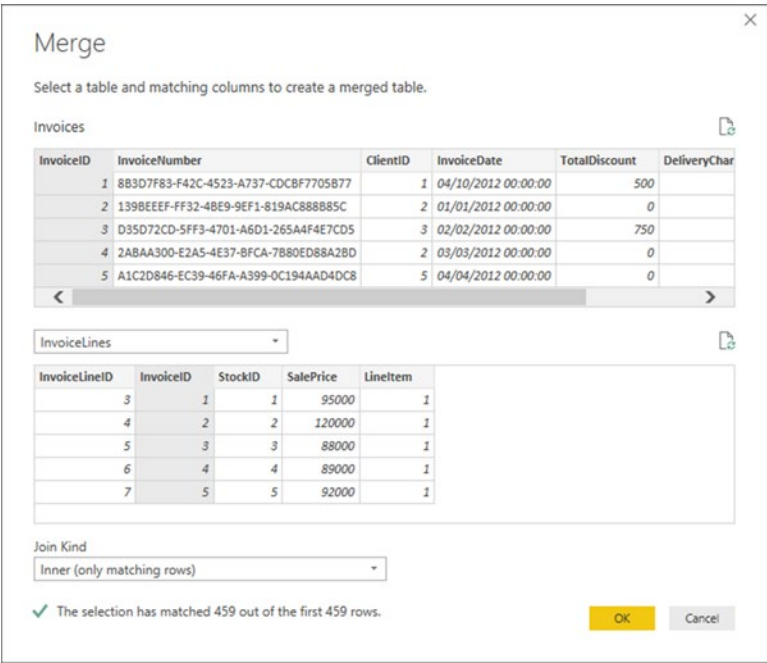 Merge
Select a table and matching columns to create a merged table.
Invoices
InvoiceID InvoiceNumber ClientID InvoiceDate TotalDiscount DeliveryChar
1 8B3D7F83-F42C-4523-A737-CDCBF7705B77 1 04/10/2012 00:00:00 500
2 139BEEEF-FF32-4BE9-9EF1-819AC888B85C 2 01/01/2012 00:00:00 0
3 D35D72CD-5FF3-4701-A6D1-265A4F4E7CD5 3 02/02/2012 00:00:00 750
4 2ABAA300-E2A5-4E37-BFCA-7B80ED88A2BD 2 03/03/2012 00:00:00 0
5 A1C2D846-EC39-46FA-A399-0C194AAD4DC8 5 04/04/2012 00:00:00 0
InvoiceLines
InvoiceLineID InvoiceID StockID SalePrice LineItem
3 1 1 95000 1
4 2 2 120000 1
5 3 3 88000 1
6 4 4 89000 1
7 5 5 92000 1
Join Kind
Inner (only matching rows)
The selection has matched 459 out of the first 459 rows.
OK Cancel